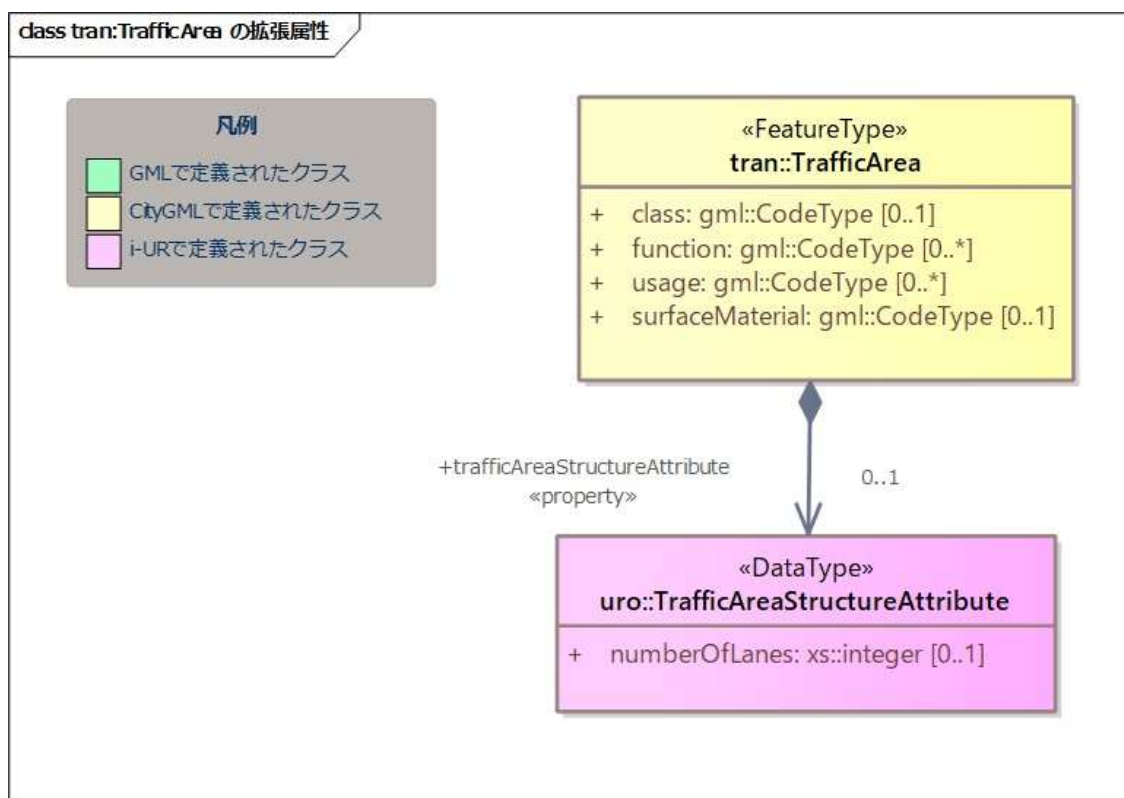 class tran:TrafficArea の拡張属性
凡例
GMLで定義されたクラス
CityGMLで定義されたクラス
i-URで定義されたクラス
«FeatureType»
tran::TrafficArea
+ class: gml::CodeType [0..1]
+ function: gml::CodeType [0..*]
+ usage: gml::CodeType [0..*]
+ surfaceMaterial: gml::CodeType [0..1]
+trafficAreaStructureAttribute
«property»
0..1
«DataType»
uro::TrafficAreaStructureAttribute
+ numberOfLanes: xs::integer [0..1]